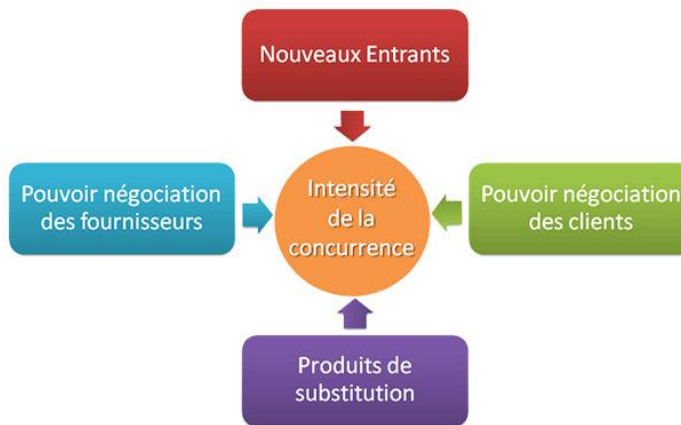 Nouveaux Entrants
Pouvoir négociation
des fournisseurs
Intensité
de la
concurrence
Pouvoir négociation
des clients
Produits de
substitution